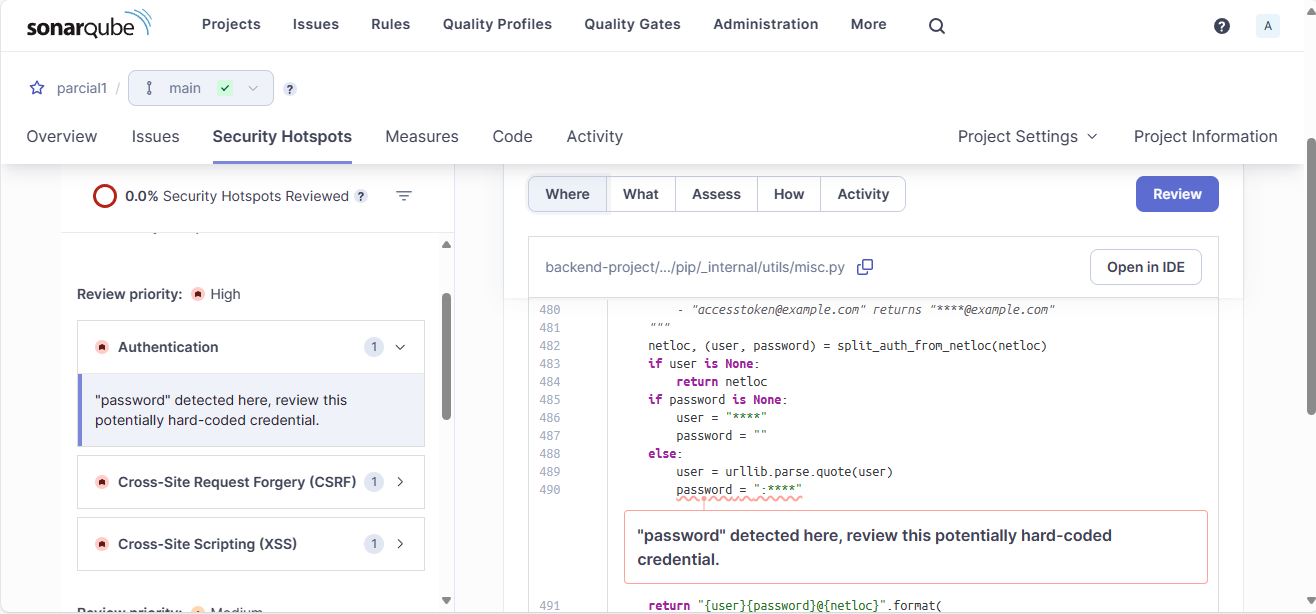 sonarqube
Projects Issues Rules Quality Profiles Quality Gates Administration More ? A
parcial1 / main ?
Overview Issues Security Hotspots Measures Code Activity Project Settings Project Information
0.0% Security Hotspots Reviewed ?
Review priority: High
Authentication 1
"password" detected here, review this
potentially hard-coded credential.
Cross-Site Request Forgery (CSRF) 1
Cross-Site Scripting (XSS) 1
Review priority: Medium
Where What Assess How Activity Review
backend-project/.../pip/_internal/utils/misc.py Open in IDE
480 - "accesstoken@example.com" returns "****@example.com"
481 """
482 netloc, (user, password) = split_auth_from_netloc(netloc)
483 if user is None:
484 return netloc
485 if password is None:
486 user = "****"
487 password = ""
488 else:
489 user = urllib.parse.quote(user)
490 password = ":****"
"password" detected here, review this potentially hard-coded
credential.
491 return "{user}{password}@{netloc}".format(